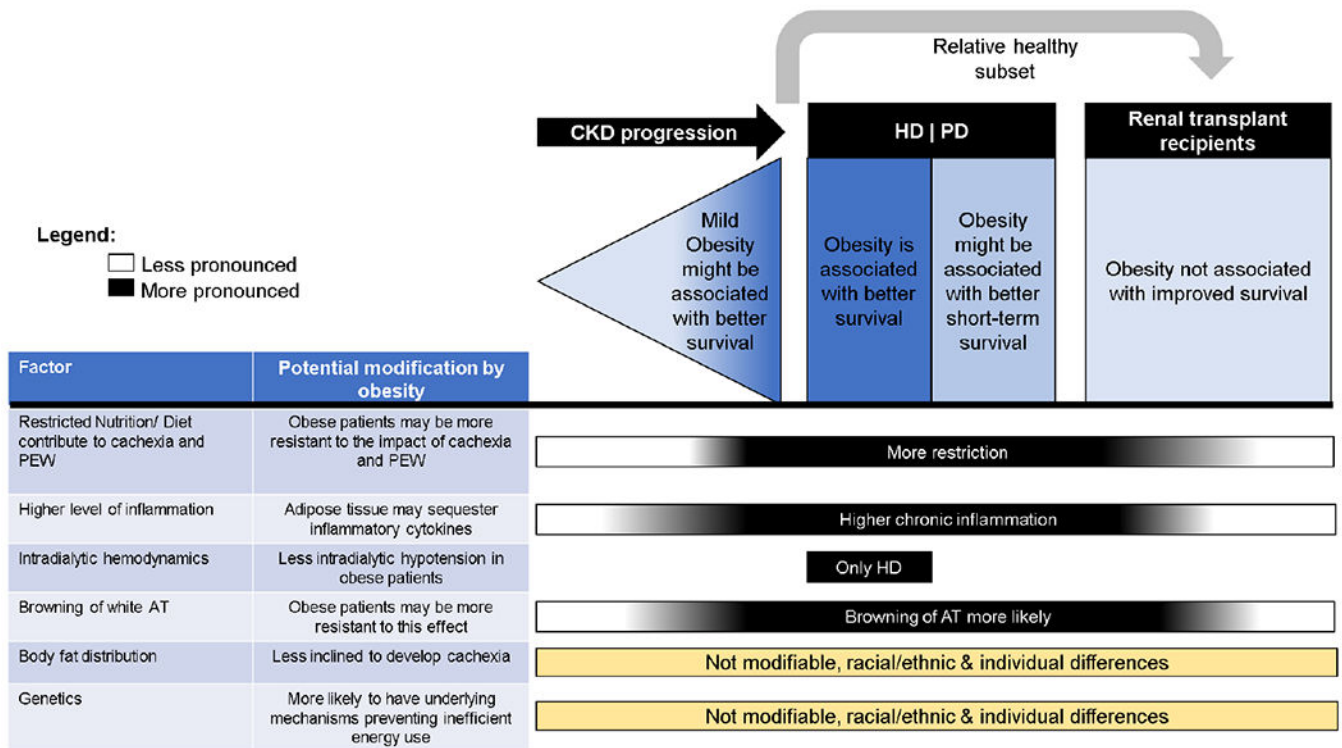 Relative healthy
subset
CKD progression
HD | PD
Renal transplant
recipients
Mild
Obesity
might be
associated
with better
survival
Obesity is
associated
with better
survival
Obesity
might be
associated
with better
short-term
survival
Obesity not associated
with improved survival
Legend:
Less pronounced
More pronounced
Factor
Potential modification by
obesity
Restricted Nutrition/ Diet
contribute to cachexia and
PEW
Obese patients may be more
resistant to the impact of cachexia
and PEW
More restriction
Higher level of inflammation
Adipose tissue may sequester
inflammatory cytokines
Higher chronic inflammation
Intradialytic hemodynamics
Less intradialytic hypotension in
obese patients
Only HD
Browning of white AT
Obese patients may be more
resistant to this effect
Browning of AT more likely
Body fat distribution
Less inclined to develop cachexia
Not modifiable, racial/ethnic & individual differences
Genetics
More likely to have underlying
mechanisms preventing inefficient
energy use
Not modifiable, racial/ethnic & individual differences